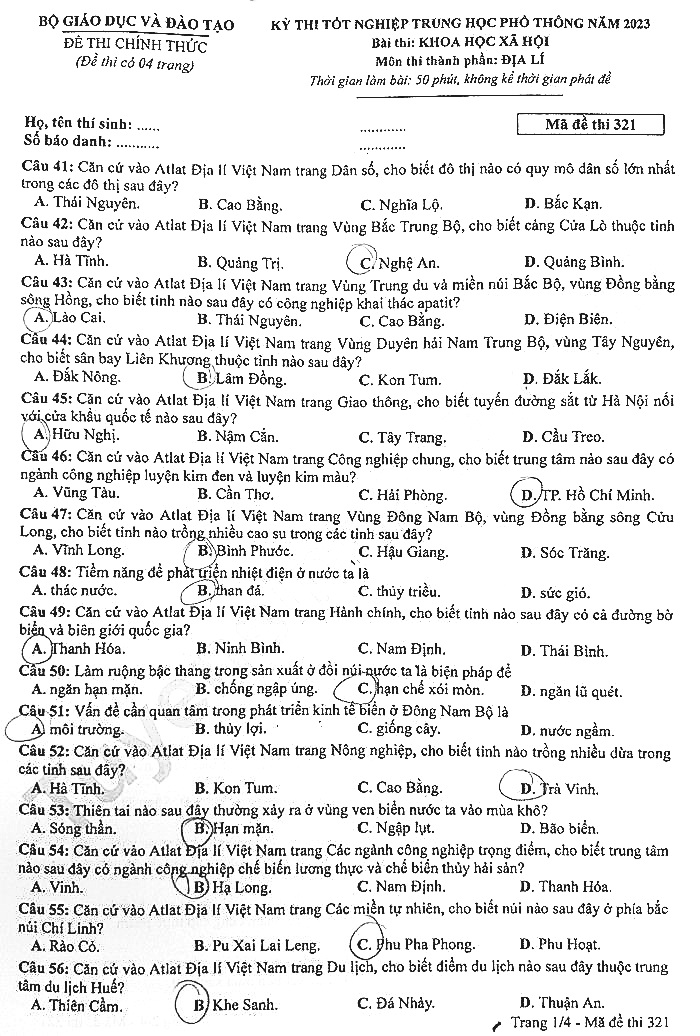 BỘ GIÁO DỤC VÀ ĐÀO TẠO
ĐỀ THI CHÍNH THỨC
(Đề thi có 04 trang)
KỲ THI TỐT NGHIỆP TRUNG HỌC PHỔ THÔNG NĂM 2023
Bài thi: KHOA HỌC XÃ HỘI
Môn thi thành phần: ĐỊA LÍ
Thời gian làm bài: 50 phút, không kể thời gian phát đề
Họ, tên thí sinh: ...... ............
Số báo danh: ........... ............
Mã đề thi 321
Câu 41: Căn cứ vào Atlat Địa lí Việt Nam trang Dân số, cho biết đô thị nào có quy mô dân số lớn nhất
trong các đô thị sau đây?
A. Thái Nguyên. B. Cao Bằng. C. Nghĩa Lộ. D. Bắc Kạn.
Câu 42: Căn cứ vào Atlat Địa lí Việt Nam trang Vùng Bắc Trung Bộ, cho biết cảng Cửa Lò thuộc tỉnh
nào sau đây?
A. Hà Tĩnh. B. Quảng Trị. C. Nghệ An. D. Quảng Bình.
Câu 43: Căn cứ vào Atlat Địa lí Việt Nam trang Vùng Trung du và miền núi Bắc Bộ, vùng Đồng bằng
sông Hồng, cho biết tỉnh nào sau đây có công nghiệp khai thác apatit?
A. Lào Cai. B. Thái Nguyên. C. Cao Bằng. D. Điện Biên.
Câu 44: Căn cứ vào Atlat Địa lí Việt Nam trang Vùng Duyên hải Nam Trung Bộ, vùng Tây Nguyên,
cho biết sân bay Liên Khương thuộc tỉnh nào sau đây?
A. Đắk Nông. B. Lâm Đồng. C. Kon Tum. D. Đắk Lắk.
Câu 45: Căn cứ vào Atlat Địa lí Việt Nam trang Giao thông, cho biết tuyến đường sắt từ Hà Nội nối
với cửa khẩu quốc tế nào sau đây?
A. Hữu Nghị. B. Nậm Cắn. C. Tây Trang. D. Cầu Treo.
Câu 46: Căn cứ vào Atlat Địa lí Việt Nam trang Công nghiệp chung, cho biết trung tâm nào sau đây có
ngành công nghiệp luyện kim đen và luyện kim màu?
A. Vũng Tàu. B. Cần Thơ. C. Hải Phòng. D. TP. Hồ Chí Minh.
Câu 47: Căn cứ vào Atlat Địa lí Việt Nam trang Vùng Đông Nam Bộ, vùng Đồng bằng sông Cửu
Long, cho biết tỉnh nào trồng nhiều cao su trong các tỉnh sau đây?
A. Vĩnh Long. B. Bình Phước. C. Hậu Giang. D. Sóc Trăng.
Câu 48: Tiềm năng để phát triển nhiệt điện ở nước ta là
A. thác nước. B. than đá. C. thủy triều. D. sức gió.
Câu 49: Căn cứ vào Atlat Địa lí Việt Nam trang Hành chính, cho biết tỉnh nào sau đây có cả đường bờ
biển và biên giới quốc gia?
A. Thanh Hóa. B. Ninh Bình. C. Nam Định. D. Thái Bình.
Câu 50: Làm ruộng bậc thang trong sản xuất ở đồi núi nước ta là biện pháp để
A. ngăn hạn mặn. B. chống ngập úng. C. hạn chế xói mòn. D. ngăn lũ quét.
Câu 51: Vấn đề cần quan tâm trong phát triển kinh tế biển ở Đông Nam Bộ là
A. môi trường. B. thủy lợi. C. giống cây. D. nước ngầm.
Câu 52: Căn cứ vào Atlat Địa lí Việt Nam trang Nông nghiệp, cho biết tỉnh nào trồng nhiều dừa trong
các tỉnh sau đây?
A. Hà Tĩnh. B. Kon Tum. C. Cao Bằng. D. Trà Vinh.
Câu 53: Thiên tai nào sau đây thường xảy ra ở vùng ven biển nước ta vào mùa khô?
A. Sóng thần. B. Hạn mặn. C. Ngập lụt. D. Bão biển.
Câu 54: Căn cứ vào Atlat Địa lí Việt Nam trang Các ngành công nghiệp trọng điểm, cho biết trung tâm
nào sau đây có ngành công nghiệp chế biến lương thực và chế biến thủy hải sản?
A. Vinh. B. Hạ Long. C. Nam Định. D. Thanh Hóa.
Câu 55: Căn cứ vào Atlat Địa lí Việt Nam trang Các miền tự nhiên, cho biết núi nào sau đây ở phía bắc
núi Chí Linh?
A. Rào Cỏ. B. Pu Xai Lai Leng. C. Phu Pha Phong. D. Phu Hoạt.
Câu 56: Căn cứ vào Atlat Địa lí Việt Nam trang Du lịch, cho biết điểm du lịch nào sau đây thuộc trung
tâm du lịch Huế?
A. Thiên Cầm. B. Khe Sanh. C. Đá Nhảy. D. Thuận An.
Trang 1/4 - Mã đề thi 321